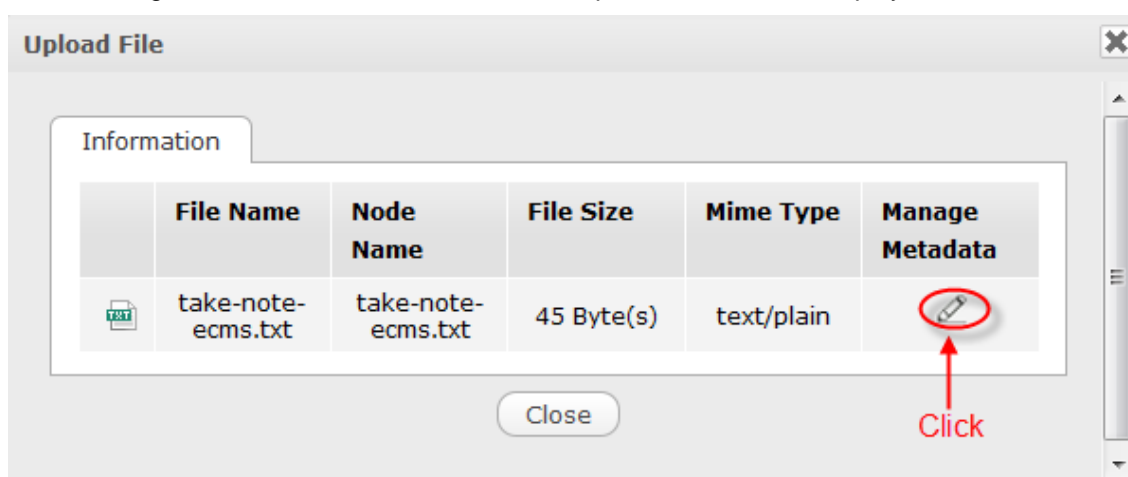 Upload File
Information
File Name
Node Name
File Size
Mime Type
Manage Metadata
TXT
take-note-ecms.txt
take-note-ecms.txt
45 Byte(s)
text/plain
Close
Click